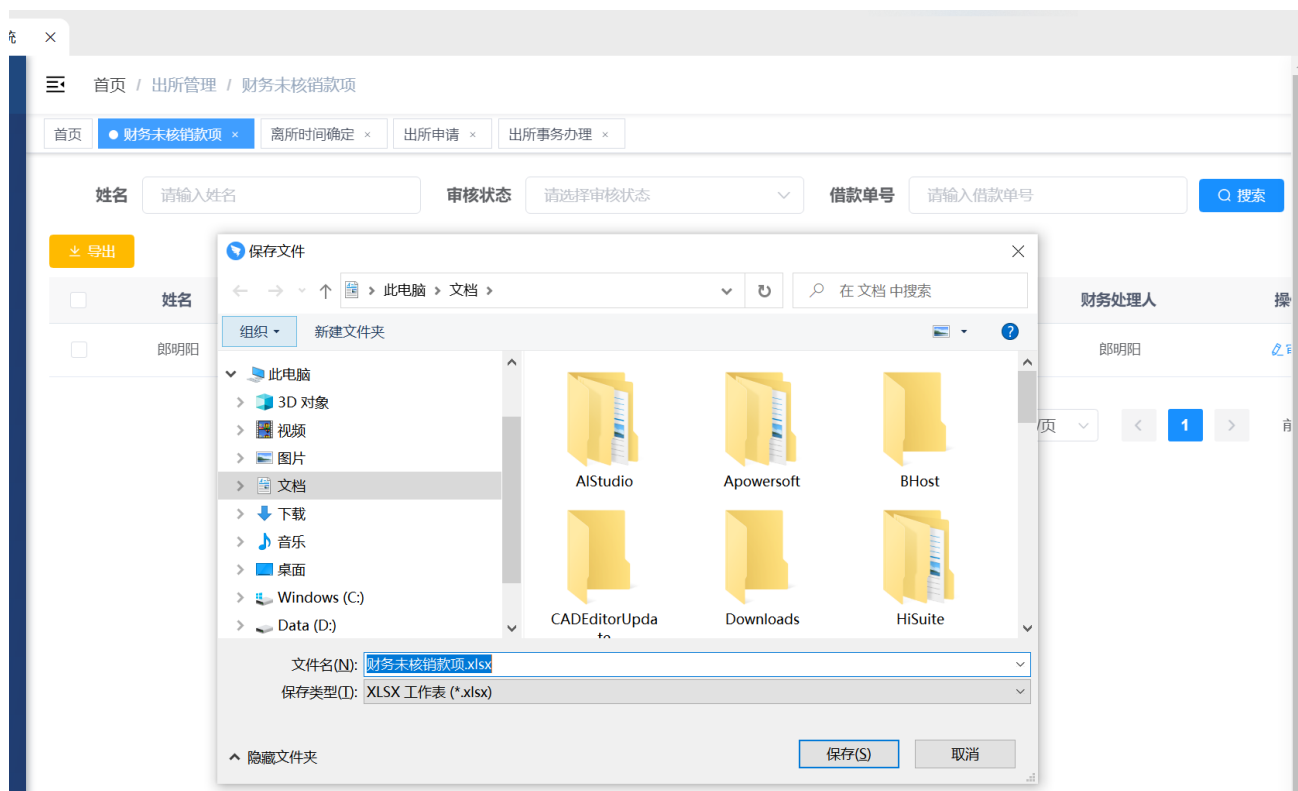 统
首页 / 出所管理 / 财务未核销款项
首页 财务未核销款项 × 离所时间确定 × 出所申请 × 出所事务办理 ×
姓名 请输入姓名 审核状态 请选择审核状态 借款单号 请输入借款单号 搜索
导出
姓名 财务处理人 操
郎明阳 郎明阳
/页 1 前
保存文件
此电脑 文档
在 文档 中搜索
组织 新建文件夹
此电脑
3D 对象
视频
图片
文档
下载
音乐
桌面
Windows (C:)
Data (D:)
AIStudio Apowersoft BHost
CADEditorUpda Downloads HiSuite
文件名(N): 财务未核销款项.xlsx
保存类型(T): XLSX 工作表 (*.xlsx)
隐藏文件夹 保存(S) 取消